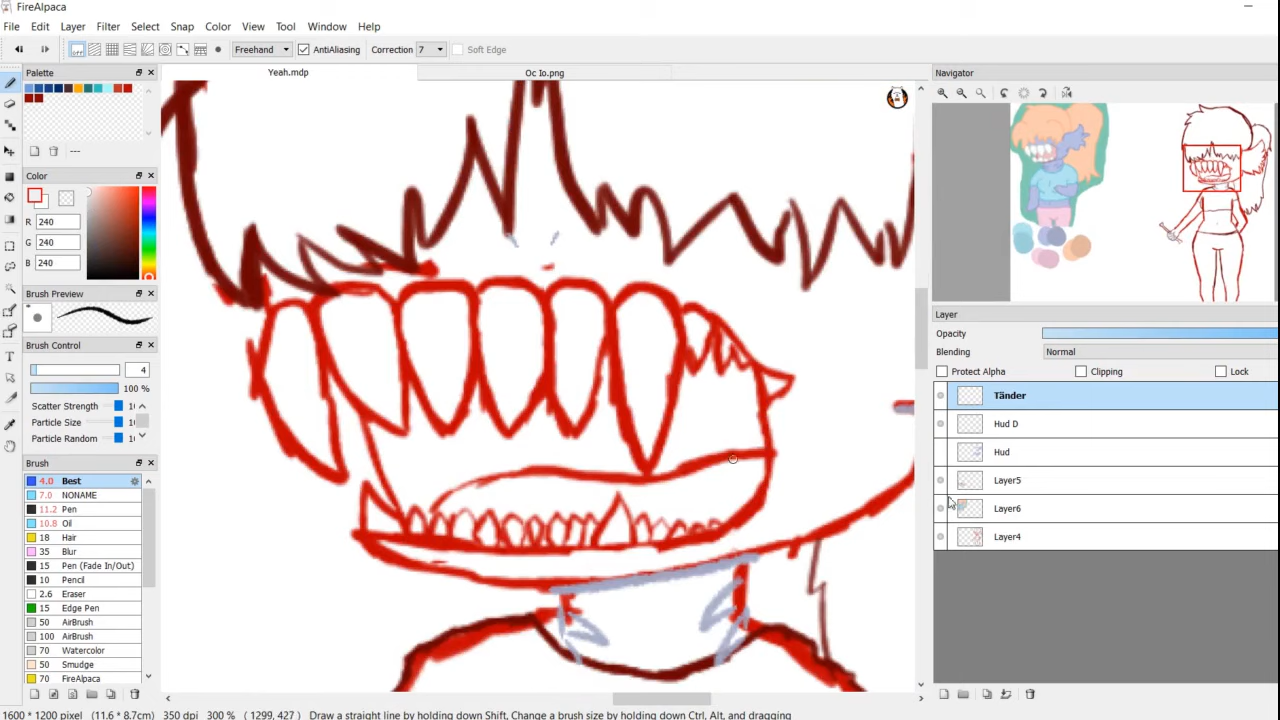 FireAlpaca
File Edit Layer Filter Select Snap Color View Tool Window Help
Freehand AntiAliasing Correction 7 Soft Edge
Palette
Yeah.mdp
Oc Io.png
Navigator
---
Color
R 240
G 240
B 240
Brush Preview
Brush Control
4
100 %
Scatter Strength
Particle Size
Particle Random
Brush
4.0 Best
7.0 NONAME
11.2 Pen
10.8 Oil
18 Hair
35 Blur
15 Pen (Fade In/Out)
10 Pencil
2.6 Eraser
15 Edge Pen
50 AirBrush
100 AirBrush
70 Watercolor
50 Smudge
70 FireAlpaca
Layer
Opacity
Blending Normal
Protect Alpha Clipping Lock
Tänder
Hud D
Hud
Layer5
Layer6
Layer4
1600 * 1200 pixel (11.6 * 8.7cm) 350 dpi 300 % ( 1299, 427 ) Draw a straight line by holding down Shift, Change a brush size by holding down Ctrl, Alt, and dragging